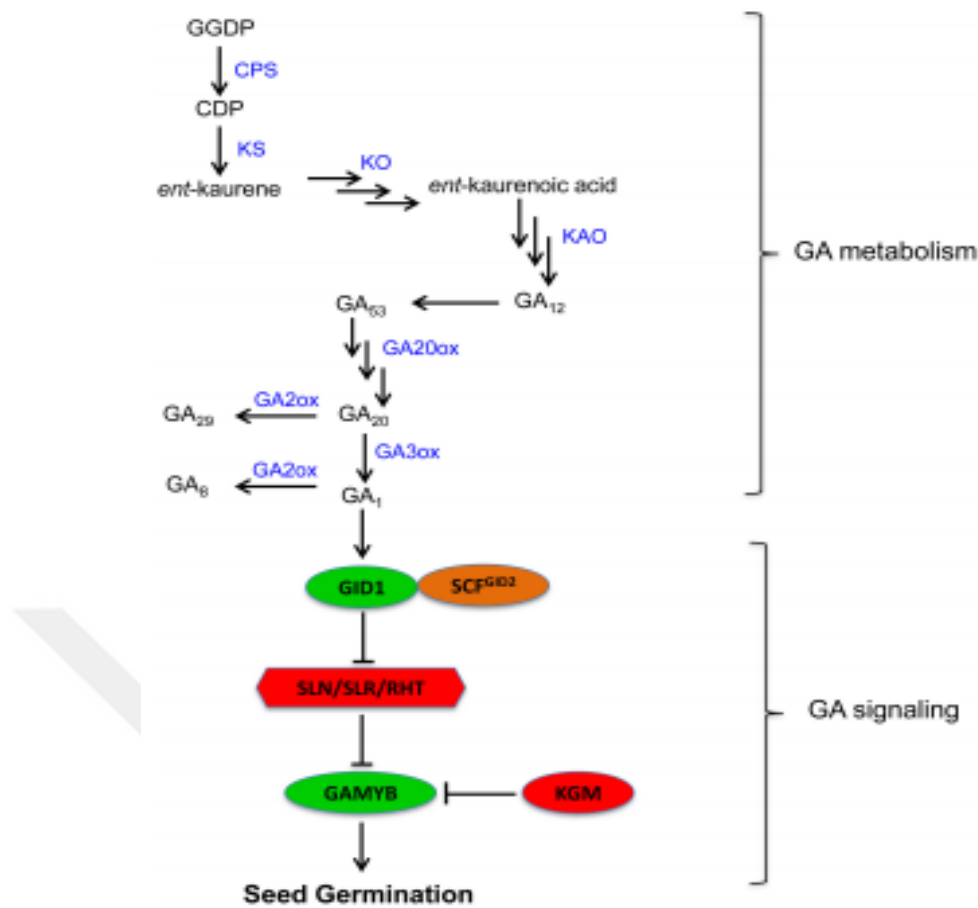 GGDP
CPS
CDP
KS
ent-kaurene
KO
ent-kaurenoic acid
KAO
GA metabolism
GA53
GA12
GA20ox
GA29
GA2ox
GA20
GA3ox
GA8
GA2ox
GA1
GID1
SCFGID2
SLN/SLR/RHT
GA signaling
GAMYB
KGM
Seed Germination